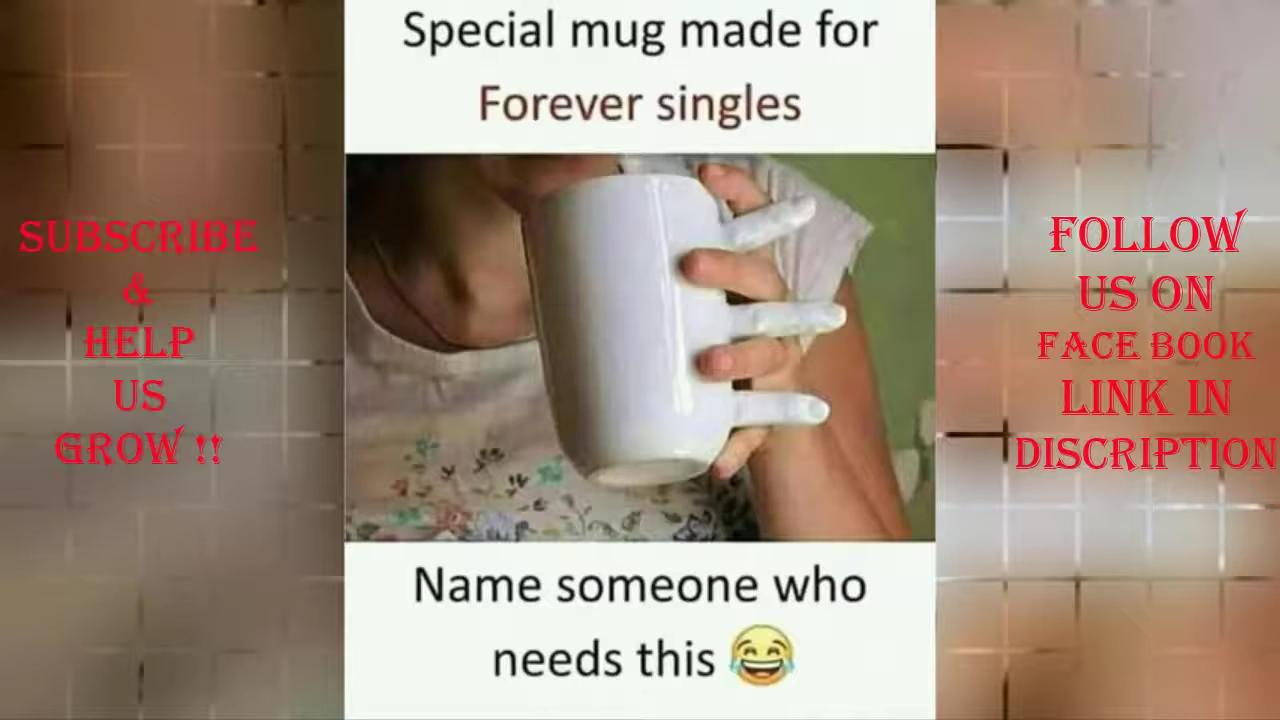 Special mug made for
Forever singles
SUBSCRIBE
&
HELP
US
GROW !!
FOLLOW
US ON
FACE BOOK
LINK IN
DISCRIPTION
Name someone who
needs this 😂